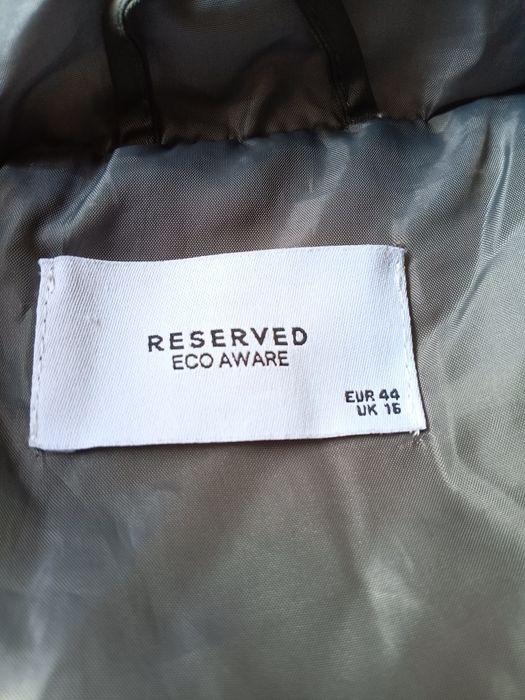 RESERVED
ECO AWARE
EUR 44
UK 16